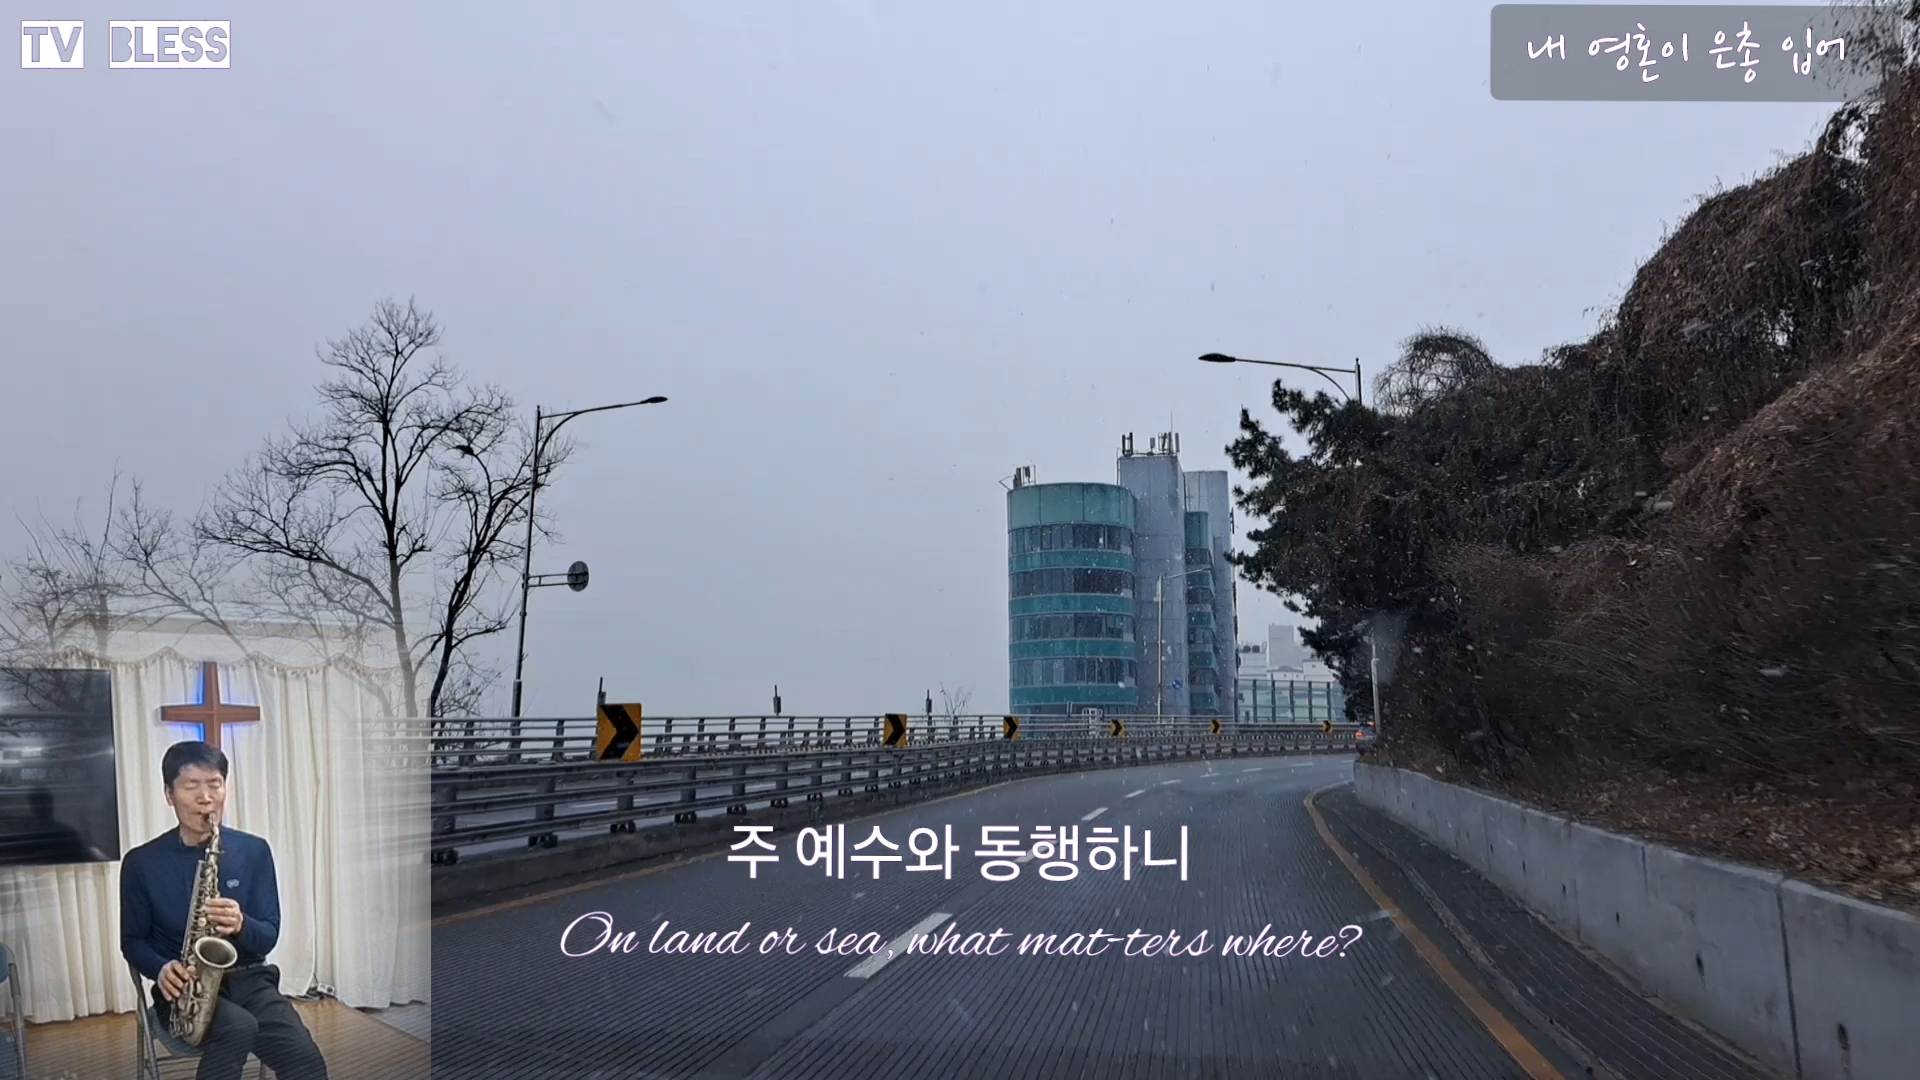 TV BLESS
내 영혼이 은총 입어
주 예수와 동행하니
On land or sea, what mat-ters where?